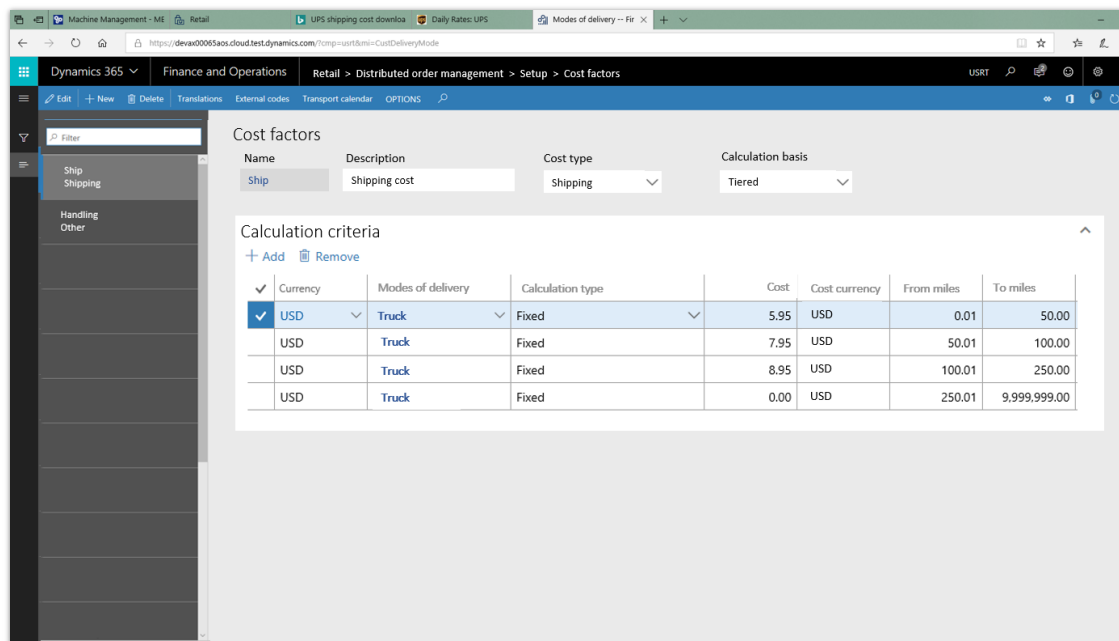 Machine Management - ME
Retail
UPS shipping cost downloa
Daily Rates: UPS
Modes of delivery -- Fir
https://devax00065aos.cloud.test.dynamics.com/?cmp=usrt&mi=CustDeliveryMode
Dynamics 365
Finance and Operations
Retail > Distributed order management > Setup > Cost factors
USRT
2
Edit
New
Delete
Translations
External codes
Transport calendar
OPTIONS
0
Filter
Ship
Shipping
Handling
Other
Cost factors
Name Description Cost type Calculation basis
Ship Shipping cost Shipping Tiered
Calculation criteria
Add Remove
Currency Modes of delivery Calculation type Cost Cost currency From miles To miles
USD Truck Fixed 5.95 USD 0.01 50.00
USD Truck Fixed 7.95 USD 50.01 100.00
USD Truck Fixed 8.95 USD 100.01 250.00
USD Truck Fixed 0.00 USD 250.01 9,999,999.00